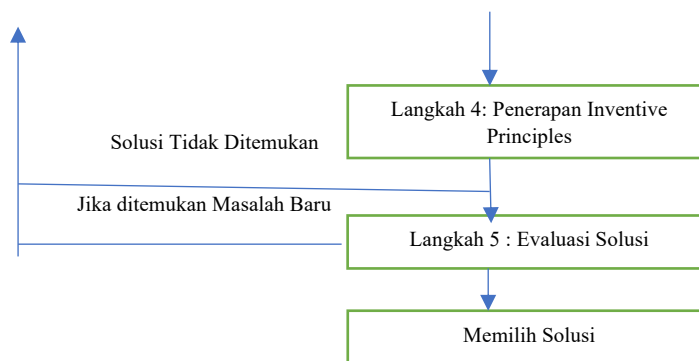 Langkah 4: Penerapan Inventive
Principles
Solusi Tidak Ditemukan
Jika ditemukan Masalah Baru
Langkah 5 : Evaluasi Solusi
Memilih Solusi